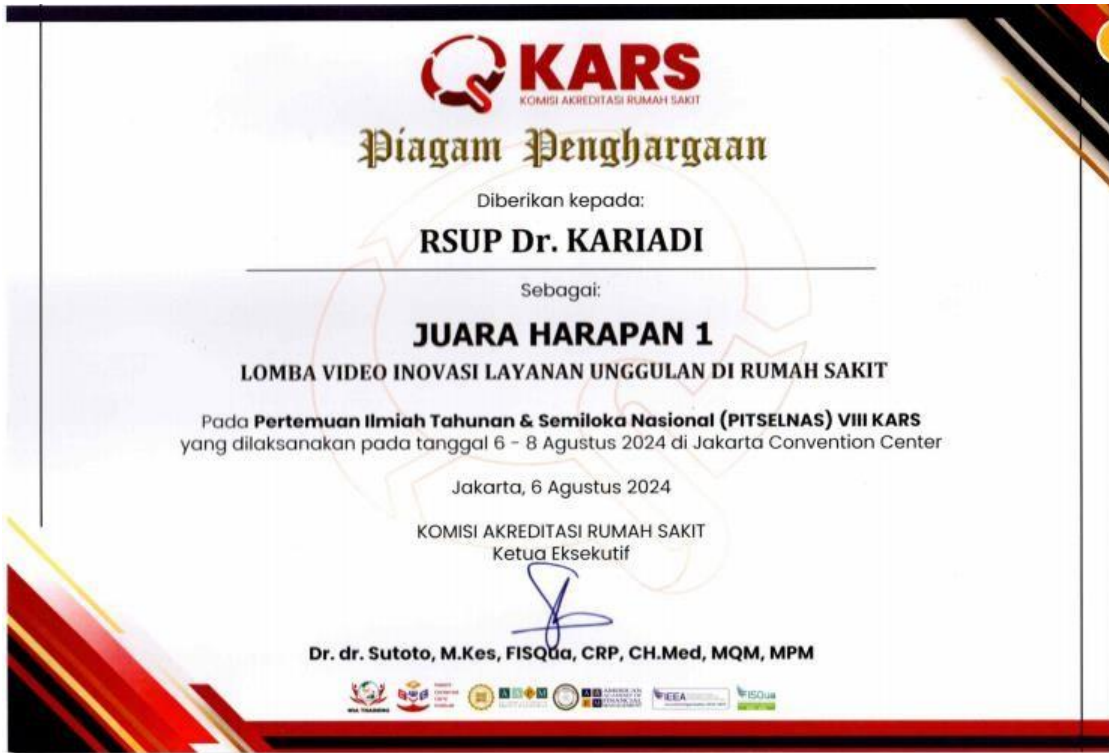 KARS
KOMISI AKREDITASI RUMAH SAKIT
Piagam Penghargaan
Diberikan kepada:
RSUP Dr. KARIADI
Sebagai:
JUARA HARAPAN 1
LOMBA VIDEO INOVASI LAYANAN UNGGULAN DI RUMAH SAKIT
Pada Pertemuan Ilmiah Tahunan & Semiloka Nasional (PITSELNAS) VIII KARS
yang dilaksanakan pada tanggal 6 - 8 Agustus 2024 di Jakarta Convention Center
Jakarta, 6 Agustus 2024
KOMISI AKREDITASI RUMAH SAKIT
Ketua Eksekutif
Dr. dr. Sutoto, M.Kes, FISQua, CRP, CH.Med, MQM, MPM
IEEA
ISQua